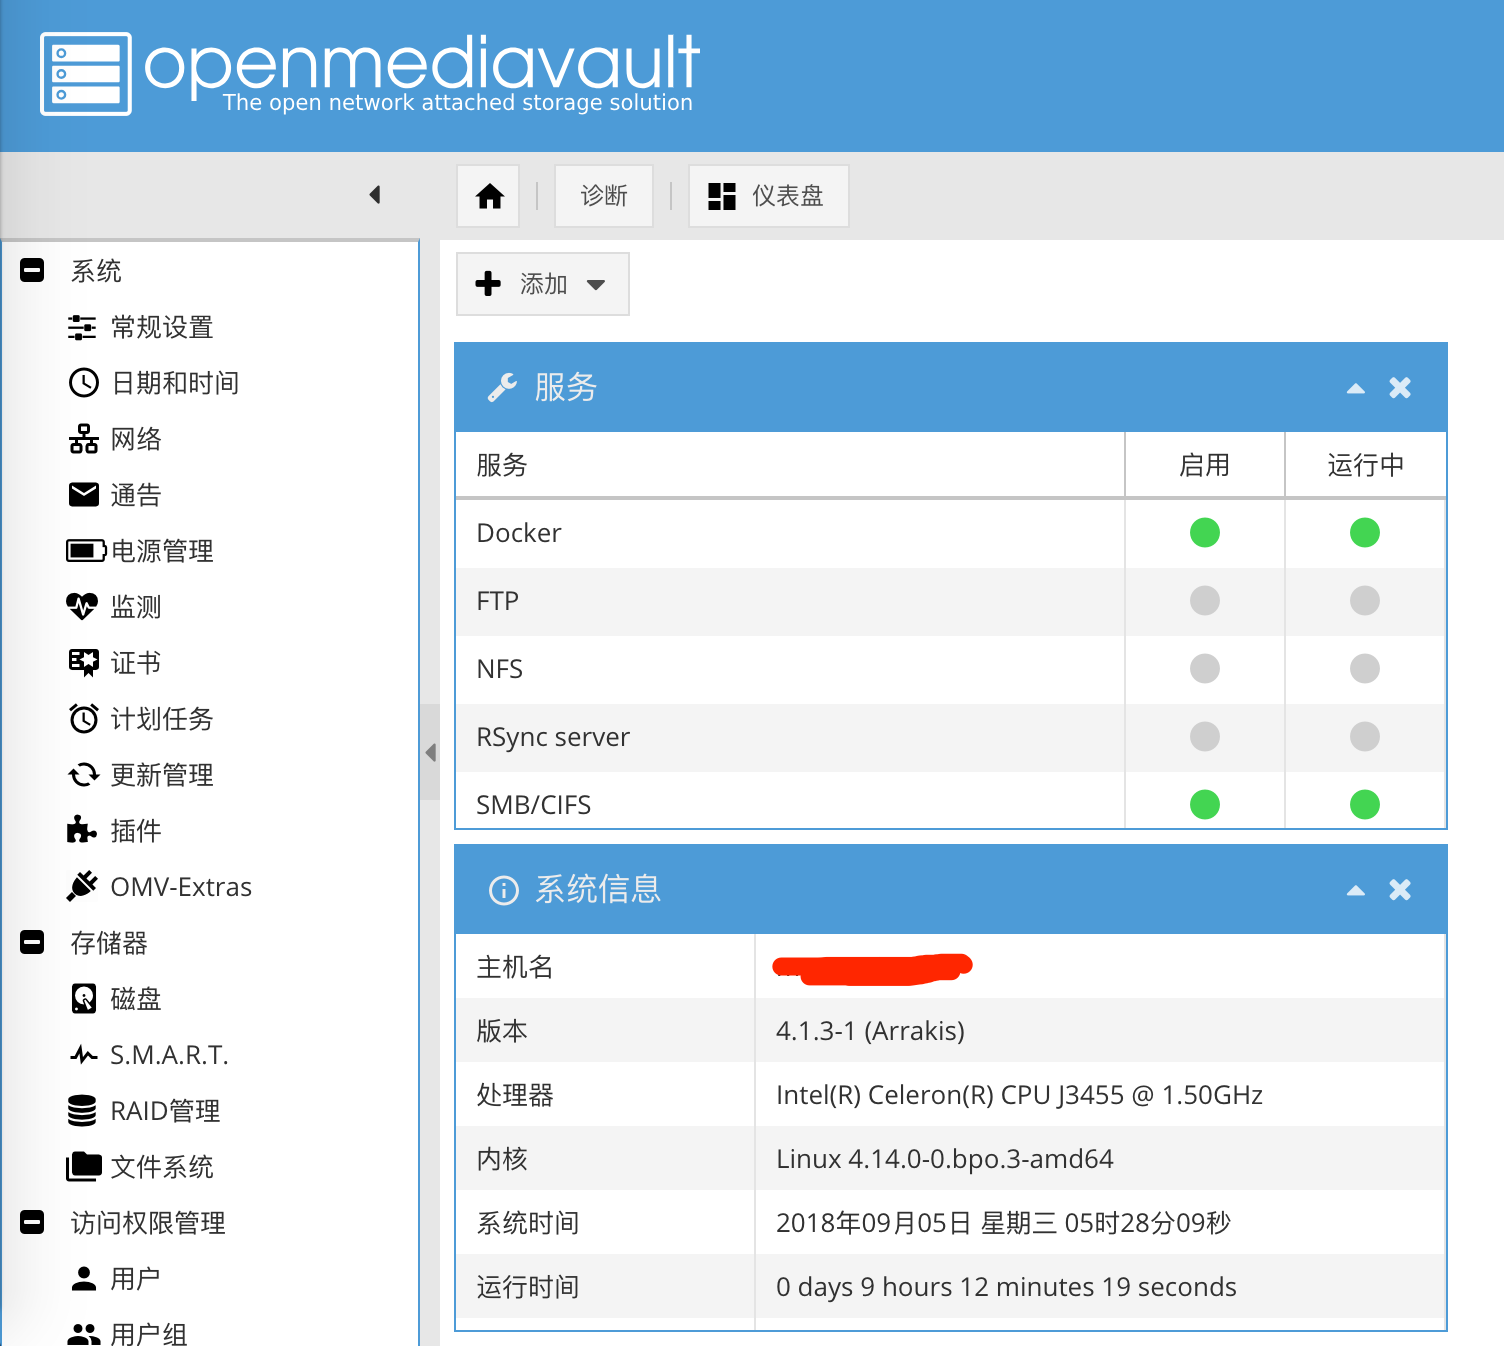 openmediavault
The open network attached storage solution
诊断
仪表盘
系统
常规设置
日期和时间
网络
通告
电源管理
监测
证书
计划任务
更新管理
插件
OMV-Extras
存储器
磁盘
S.M.A.R.T.
RAID管理
文件系统
访问权限管理
用户
用户组
添加
服务
服务 启用 运行中
Docker
FTP
NFS
RSync server
SMB/CIFS
系统信息
主机名
版本 4.1.3-1 (Arrakis)
处理器 Intel(R) Celeron(R) CPU J3455 @ 1.50GHz
内核 Linux 4.14.0-0.bpo.3-amd64
系统时间 2018年09月05日 星期三 05时28分09秒
运行时间 0 days 9 hours 12 minutes 19 seconds